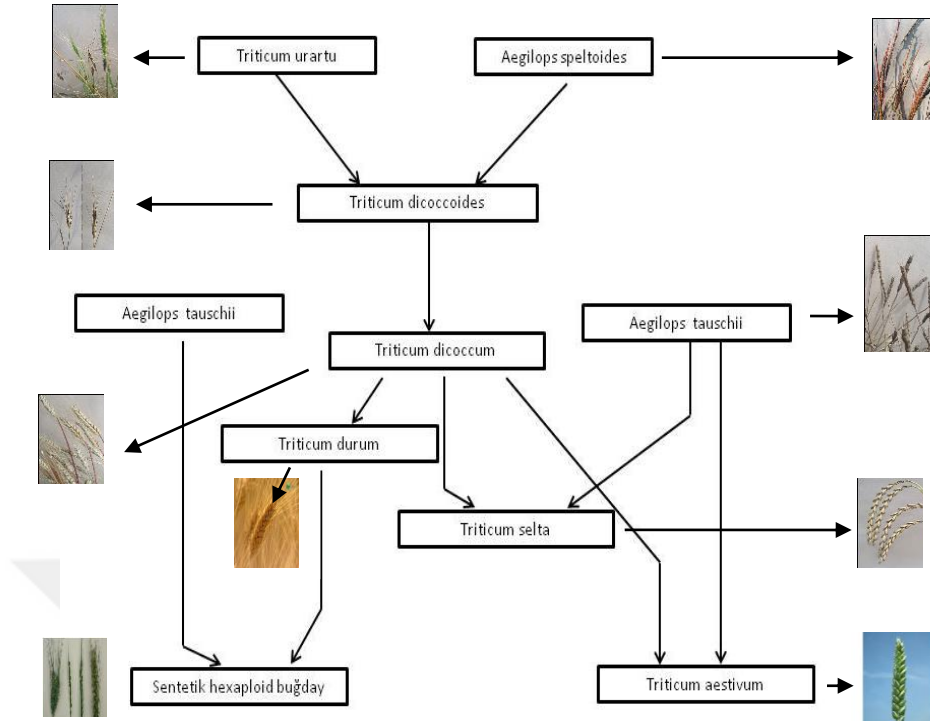 Triticum urartu
Aegilops speltoides
Triticum dicoccoides
Aegilops tauschii
Aegilops tauschii
Triticum dicoccum
Triticum durum
Triticum selta
Sentetik hexaploid buğday
Triticum aestivum